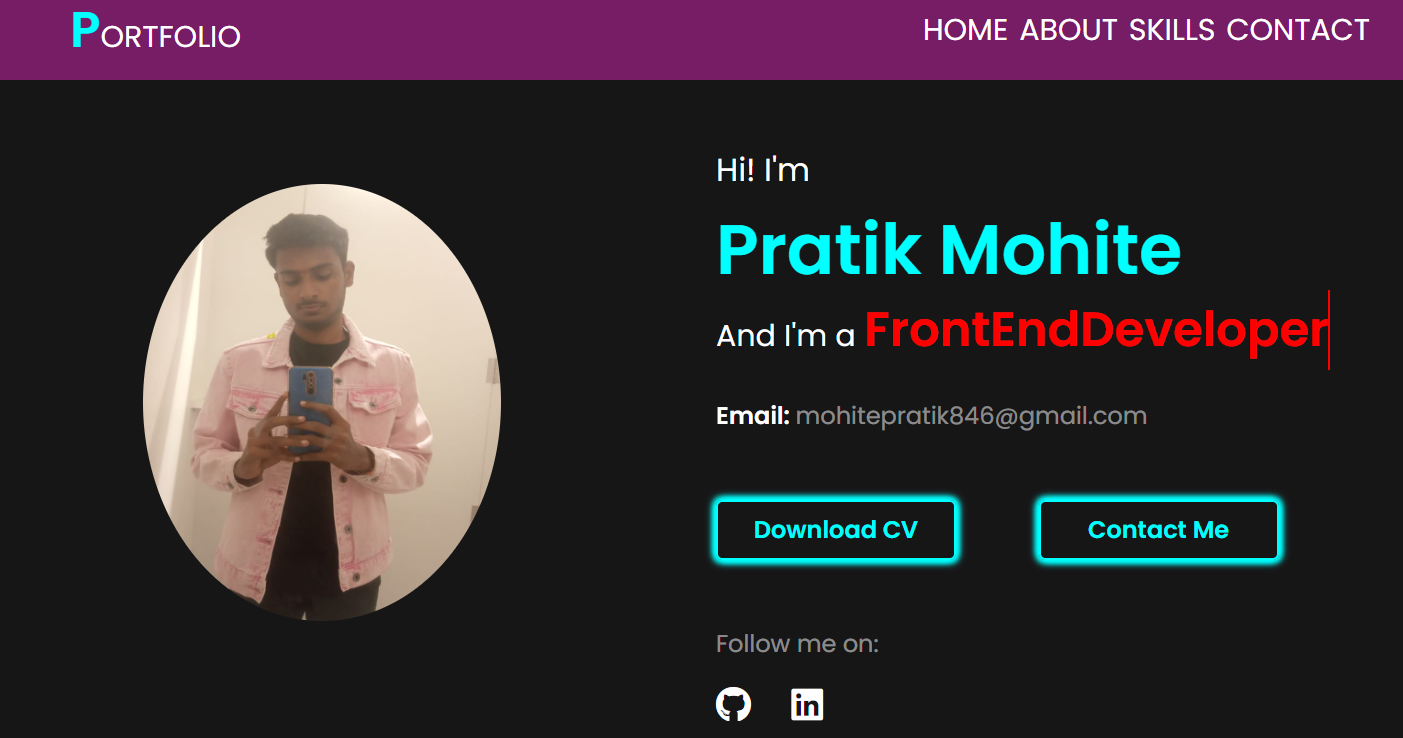 PORTFOLIO
HOME ABOUT SKILLS CONTACT
Hi! I'm
Pratik Mohite
And I'm a FrontEndDeveloper
Email: mohitepratik846@gmail.com
Download CV
Contact Me
Follow me on:
in